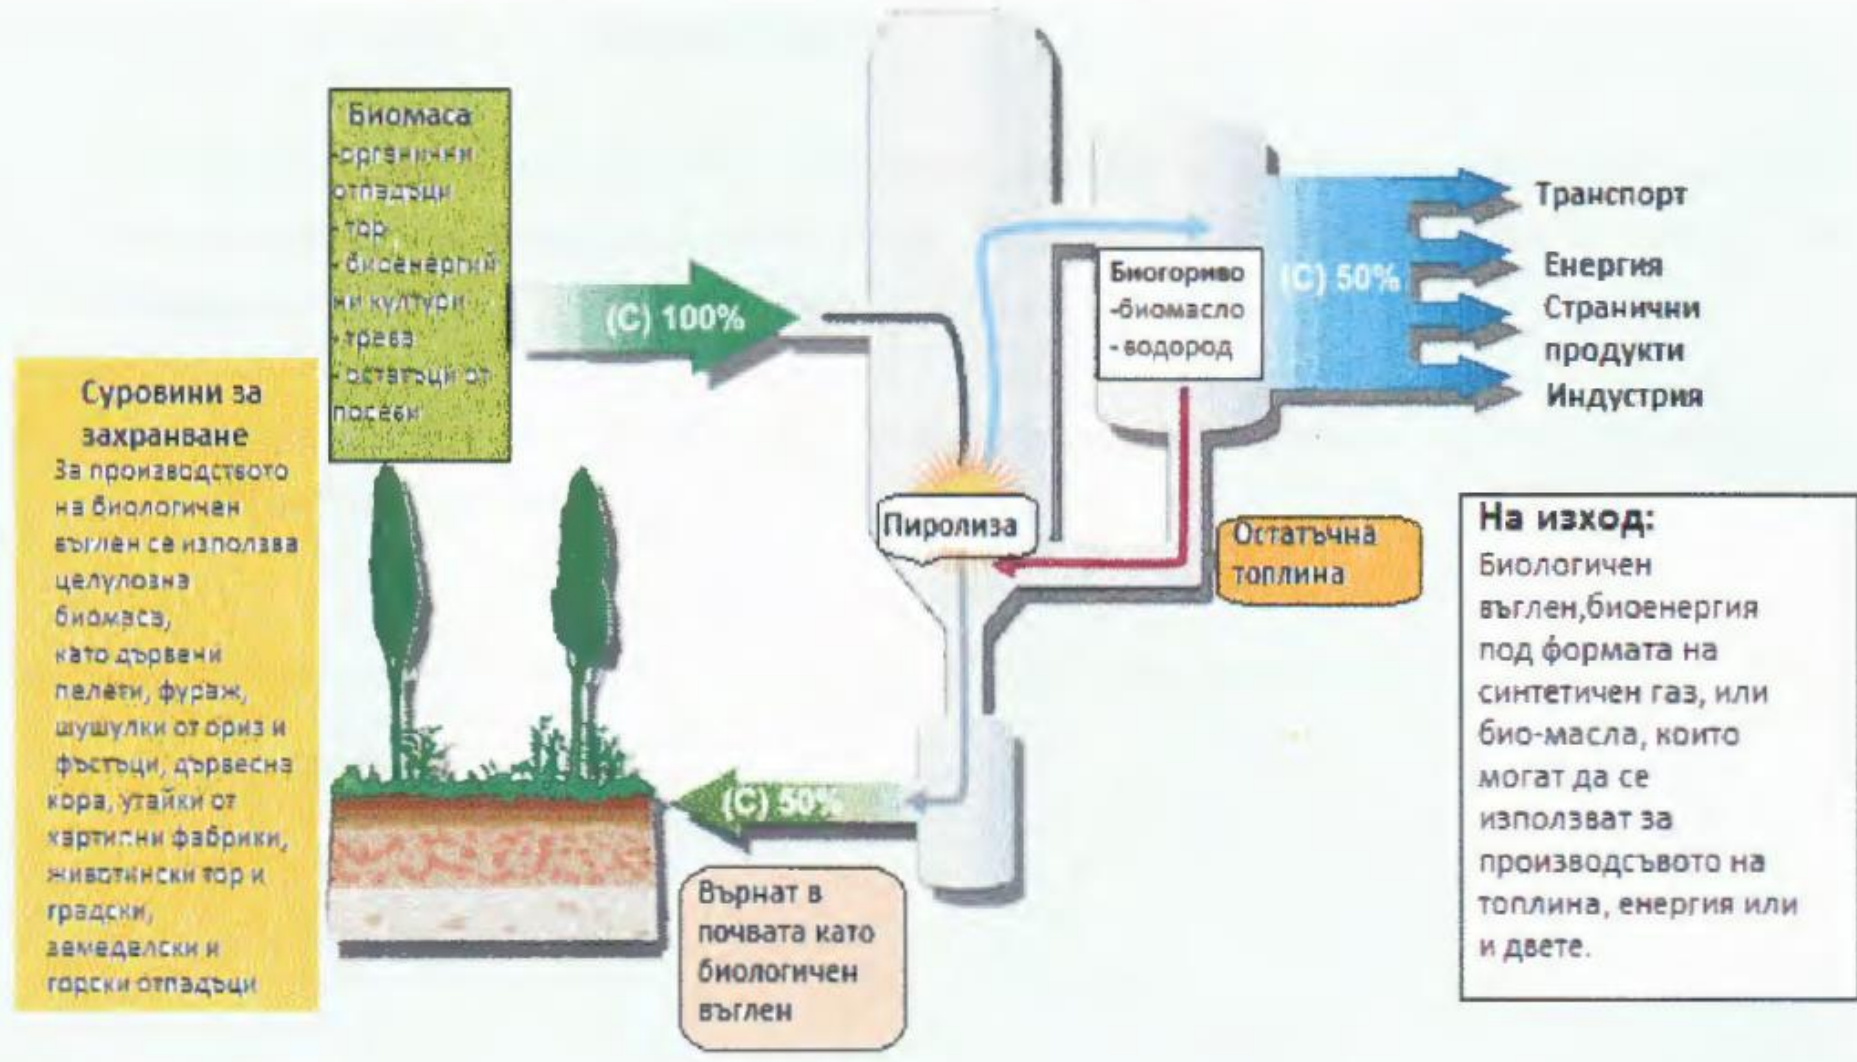 Биомаса
-органични
отпадъци
- тор
- биоенергий
ни култури
- трева
- остатъци от
посеви
Суровини за
захранване
За производството
на биологичен
въглен се използва
целулозна
биомаса,
като дървени
пелети, фураж,
шушулки от ориз и
фъстъци, дървесна
кора, утайки от
хартиени фабрики,
животински тор и
градски,
земеделски и
горски отпадъци
(C) 100%
Пиролиза
Биогориво
-биомасло
- водород
(C) 50%
Транспорт
Енергия
Странични
продукти
Индустрия
Остатъчна
топлина
(C) 50%
Върнат в
почвата като
биологичен
въглен
На изход:
Биологичен
въглен,биоенергия
под формата на
синтетичен газ, или
био-масла, които
могат да се
използват за
производсъвото на
топлина, енергия или
и двете.